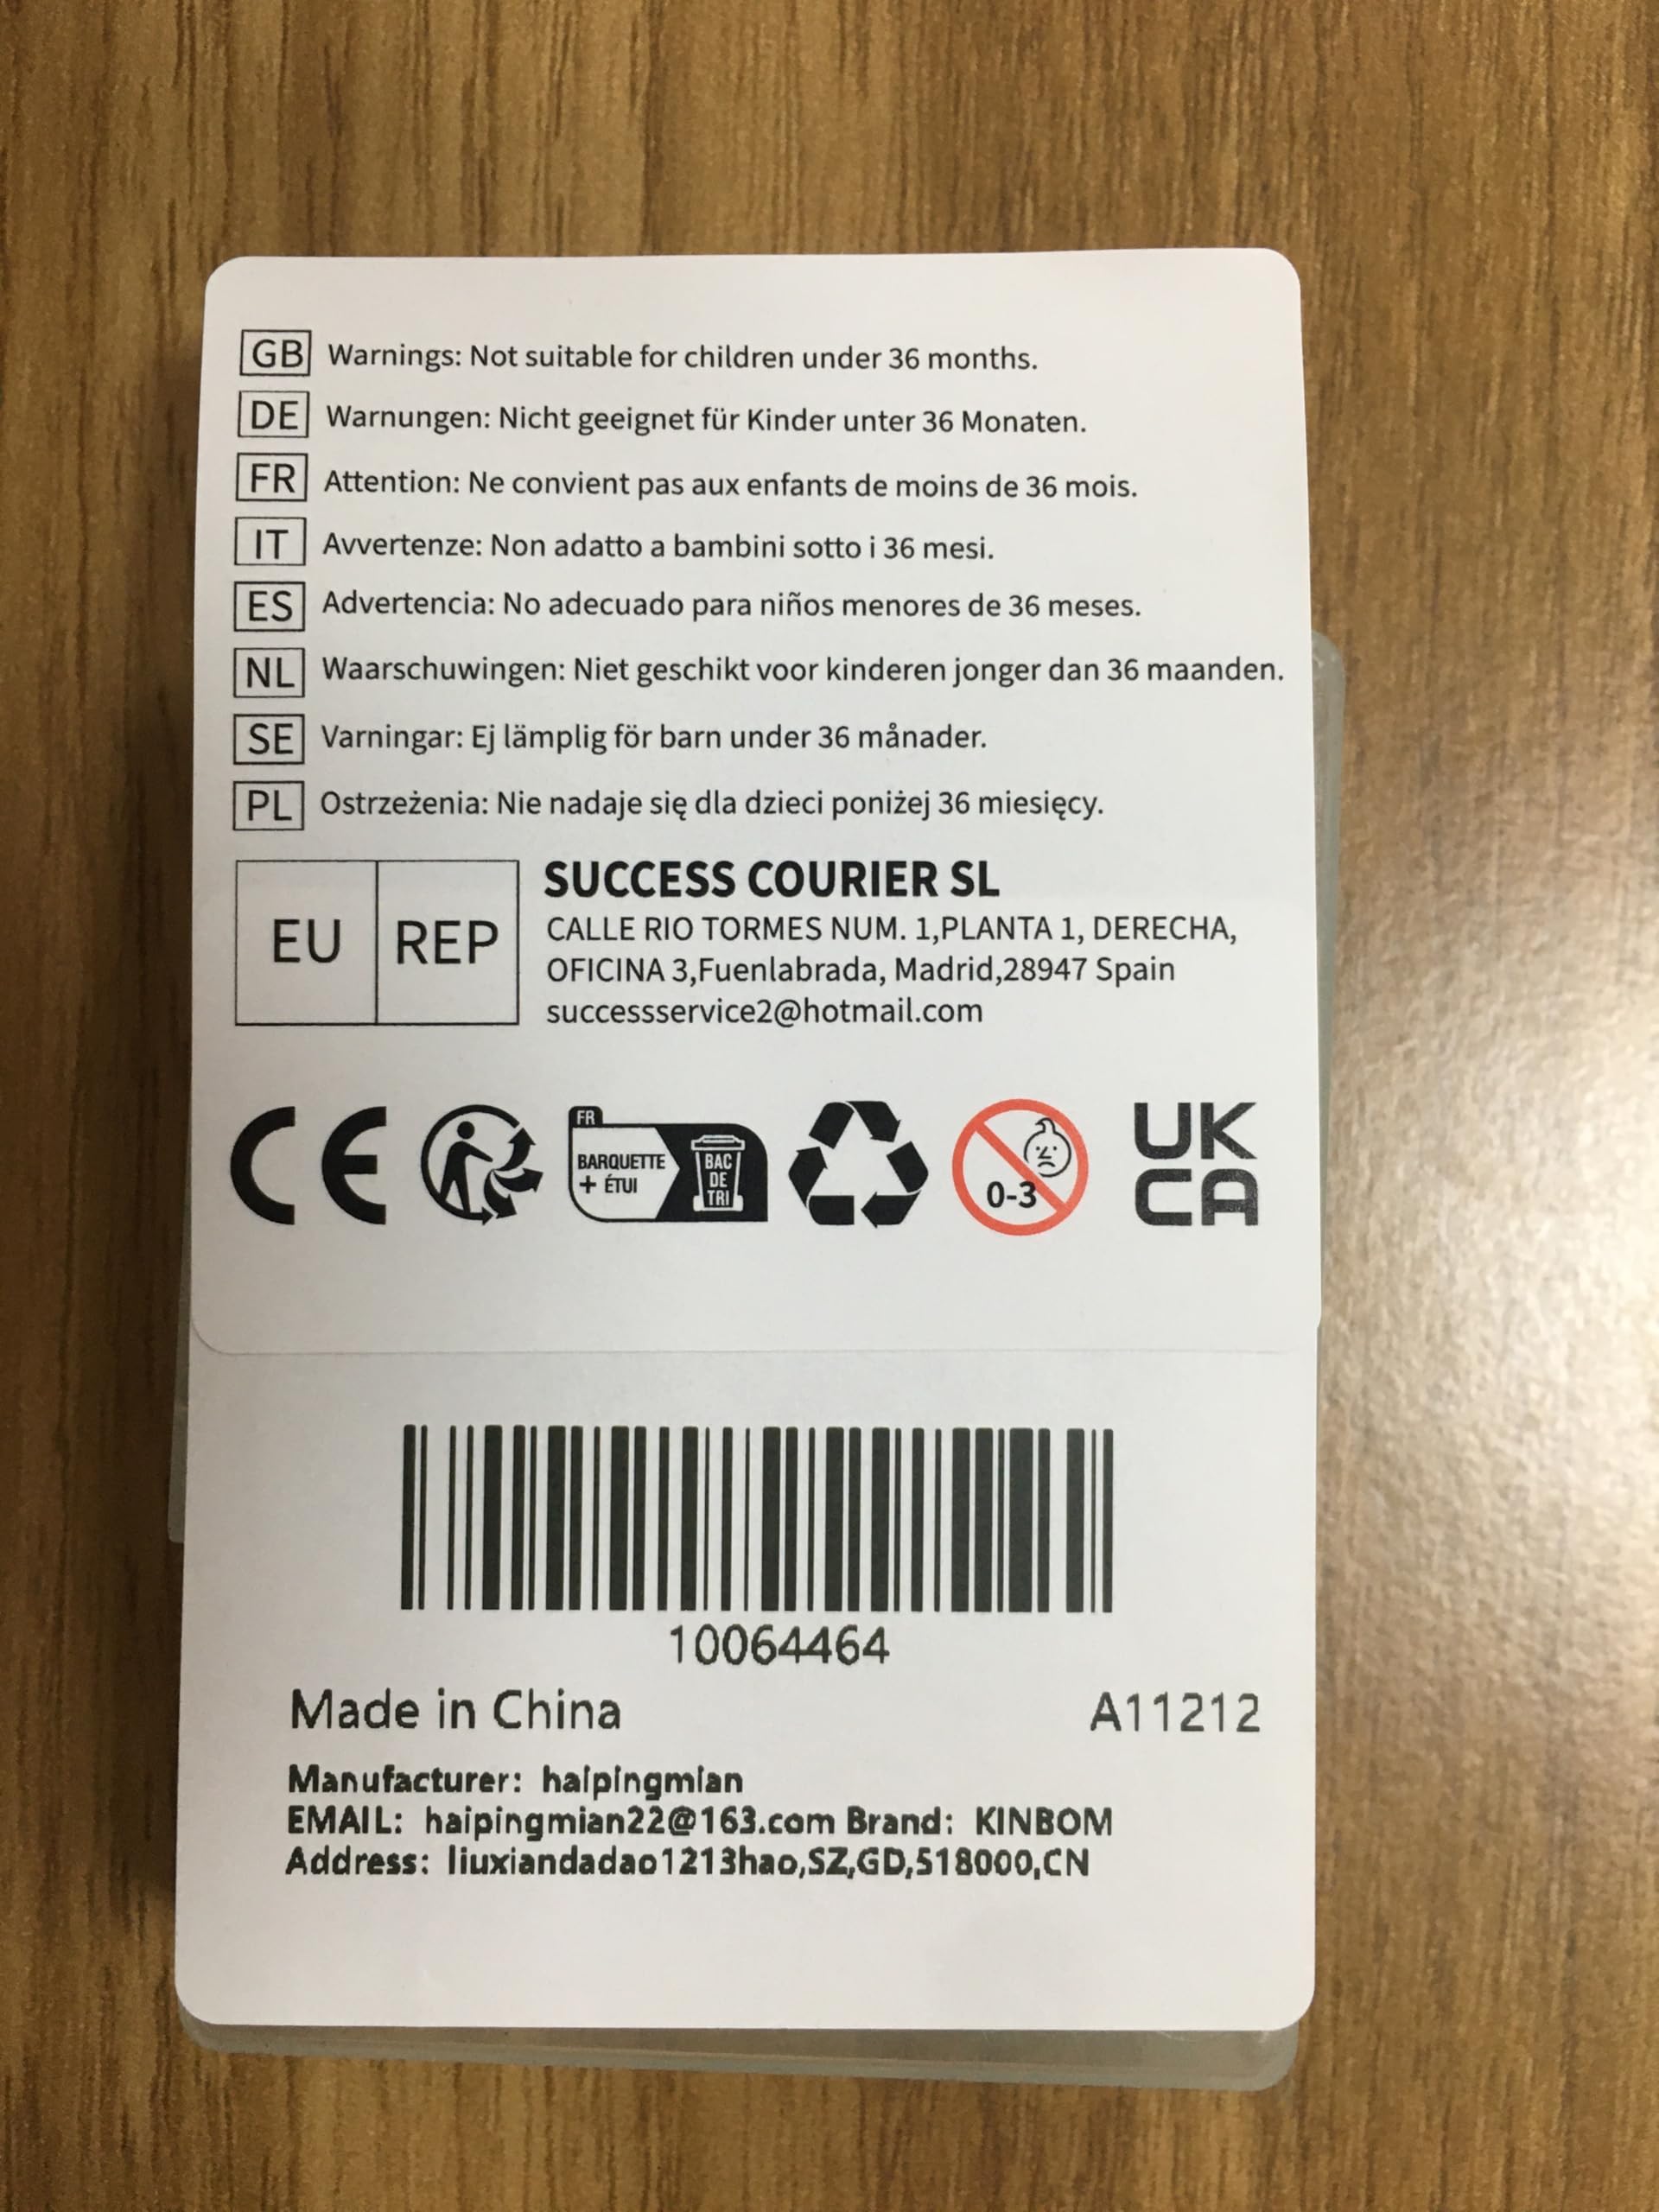 GB Warnings: Not suitable for children under 36 months.
DE Warnungen: Nicht geeignet für Kinder unter 36 Monaten.
FR Attention: Ne convient pas aux enfants de moins de 36 mois.
IT Avvertenze: Non adatto a bambini sotto i 36 mesi.
ES Advertencia: No adecuado para niños menores de 36 meses.
NL Waarschuwingen: Niet geschikt voor kinderen jonger dan 36 maanden.
SE Varningar: Ej lämplig för barn under 36 månader.
PL Ostrzeżenia: Nie nadaje się dla dzieci poniżej 36 miesięcy.
EU REP
SUCCESS COURIER SL
CALLE RIO TORMES NUM. 1,PLANTA 1, DERECHA,
OFICINA 3,Fuenlabrada, Madrid,28947 Spain
successservice2@hotmail.com
CE
FR
BARQUETTE
+ ÉTUI
BAC
DE
TRI
0-3
UK
CA
10064464
Made in China A11212
Manufacturer: haipingmian
EMAIL: haipingmian22@163.com Brand: KINBOM
Address: liuxiandadao1213hao,SZ,GD,518000,CN